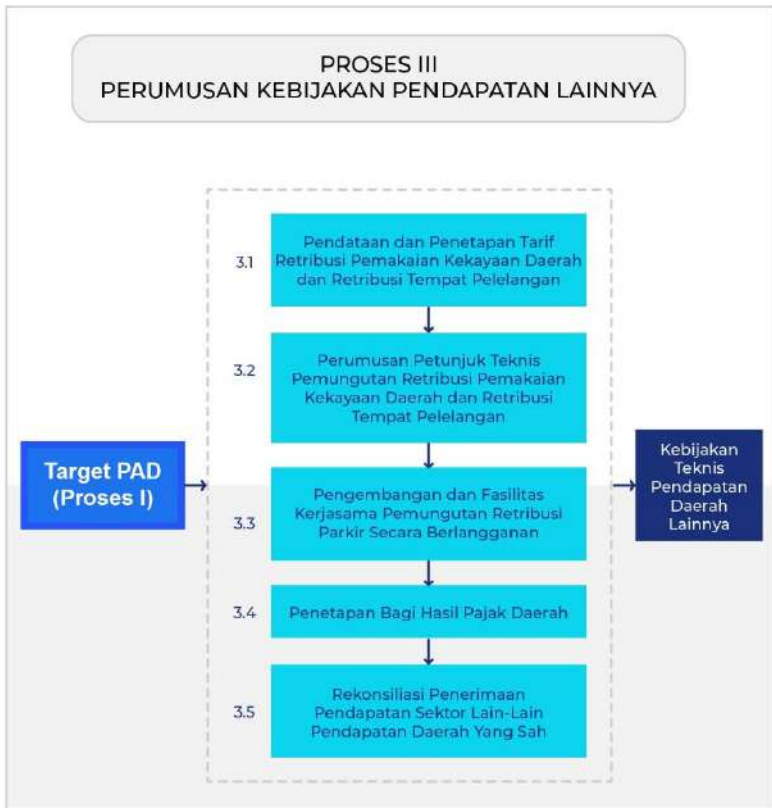 PROSES III
PERUMUSAN KEBIJAKAN PENDAPATAN LAINNYA
3.1
Pendataan dan Penetapan Tarif
Retribusi Pemakaian Kekayaan Daerah
dan Retribusi Tempat Pelelangan
3.2
Perumusan Petunjuk Teknis
Pemungutan Retribusi Pemakaian
Kekayaan Daerah dan Retribusi
Tempat Pelelangan
Target PAD
(Proses I)
3.3
Pengembangan dan Fasilitas
Kerjasama Pemungutan Retribusi
Parkir Secara Berlangganan
Kebijakan
Teknis
Pendapatan
Daerah
Lainnya
3.4
Penetapan Bagi Hasil Pajak Daerah
3.5
Rekonsiliasi Penerimaan
Pendapatan Sektor Lain-Lain
Pendapatan Daerah Yang Sah